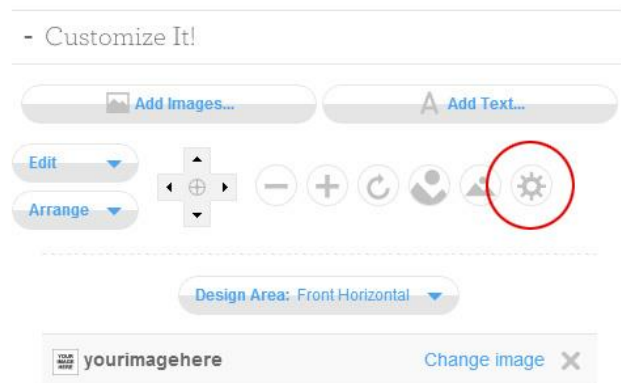 - Customize It!
Add Images... A Add Text...
Edit
Arrange
Design Area: Front Horizontal
YOUR IMAGE HERE yourimagehere Change image